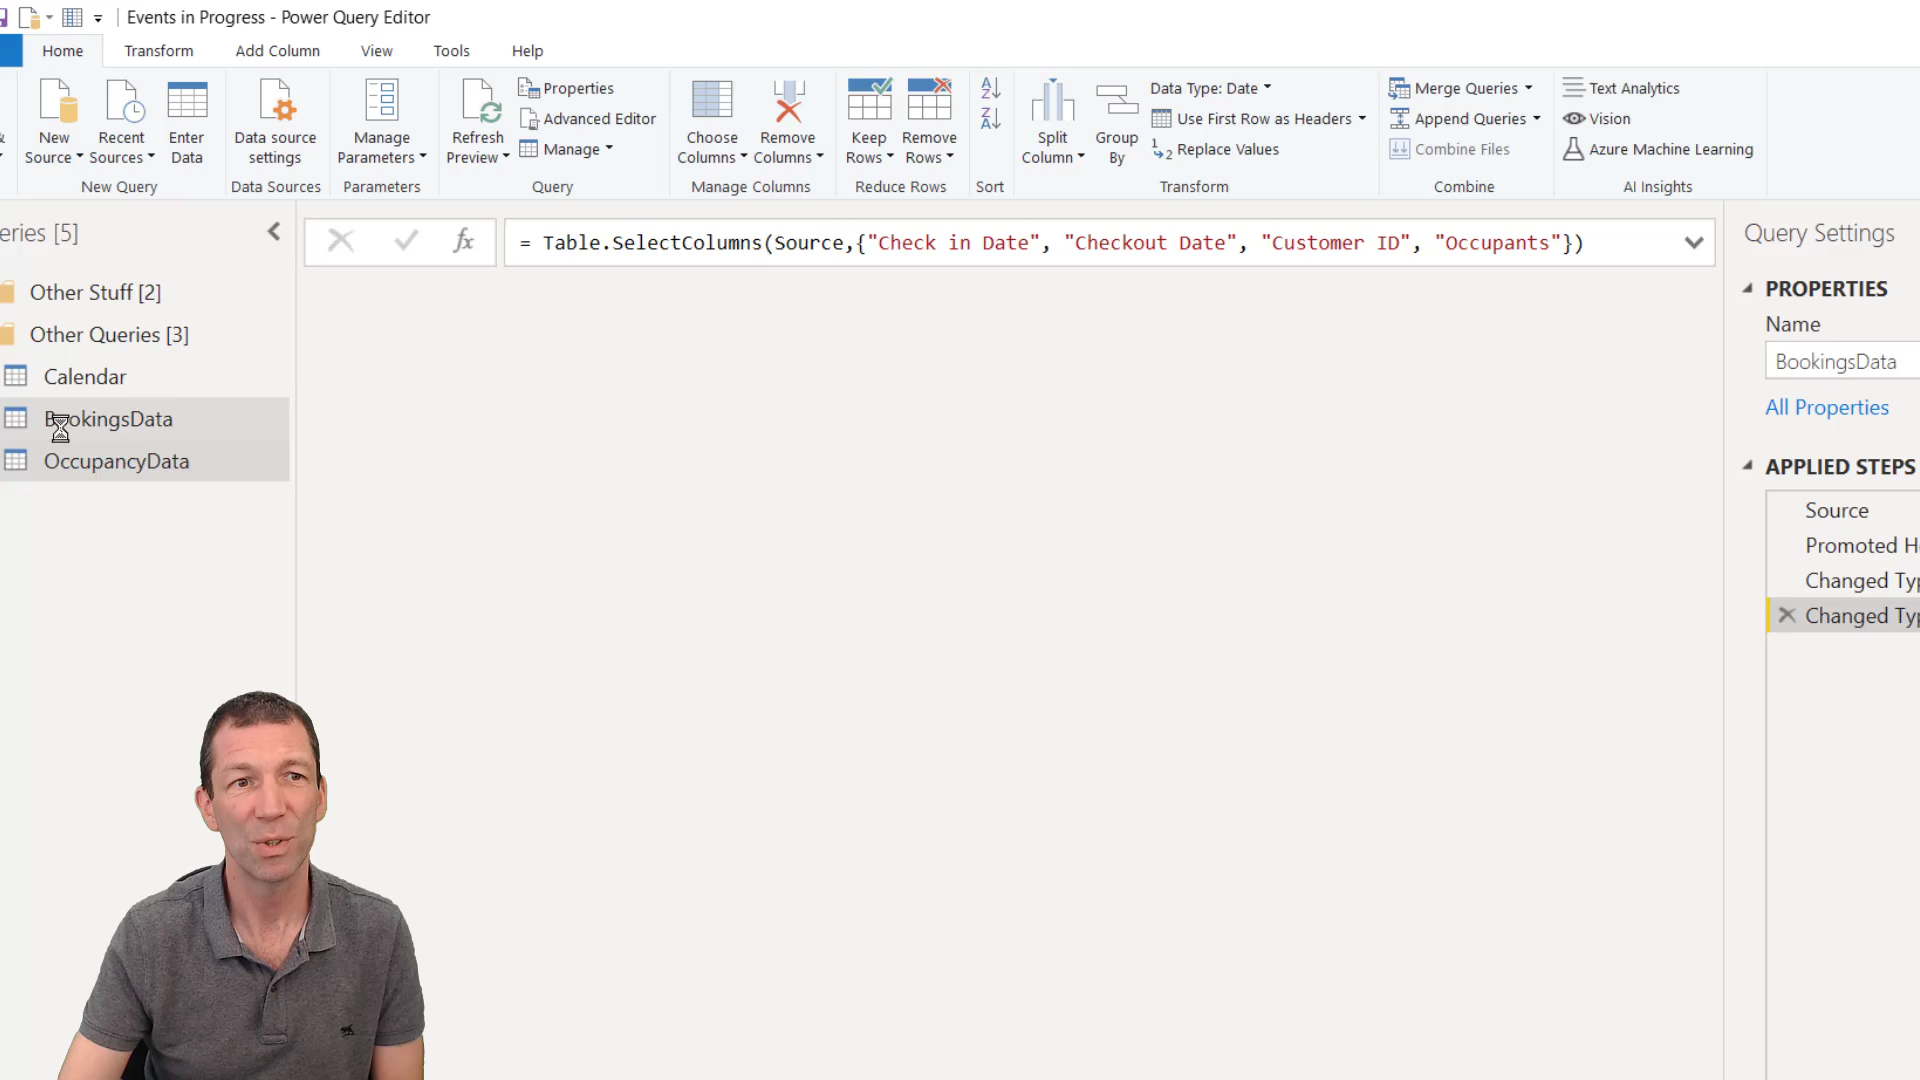 Events in Progress - Power Query Editor
Home
Transform
Add Column
View
Tools
Help
New Source
Recent Sources
Enter Data
New Query
Data source settings
Data Sources
Manage Parameters
Parameters
Refresh Preview
Properties
Advanced Editor
Manage
Query
Choose Columns
Remove Columns
Manage Columns
Keep Rows
Remove Rows
Reduce Rows
Sort
Split Column
Group By
Data Type: Date
Use First Row as Headers
Replace Values
Transform
Merge Queries
Append Queries
Combine Files
Combine
Text Analytics
Vision
Azure Machine Learning
AI Insights
eries [5]
Other Stuff [2]
Other Queries [3]
Calendar
BookingsData
OccupancyData
fx
= Table.SelectColumns(Source,{"Check in Date", "Checkout Date", "Customer ID", "Occupants"})
Query Settings
PROPERTIES
Name
BookingsData
All Properties
APPLIED STEPS
Source
Promoted H
Changed Typ
Changed Typ